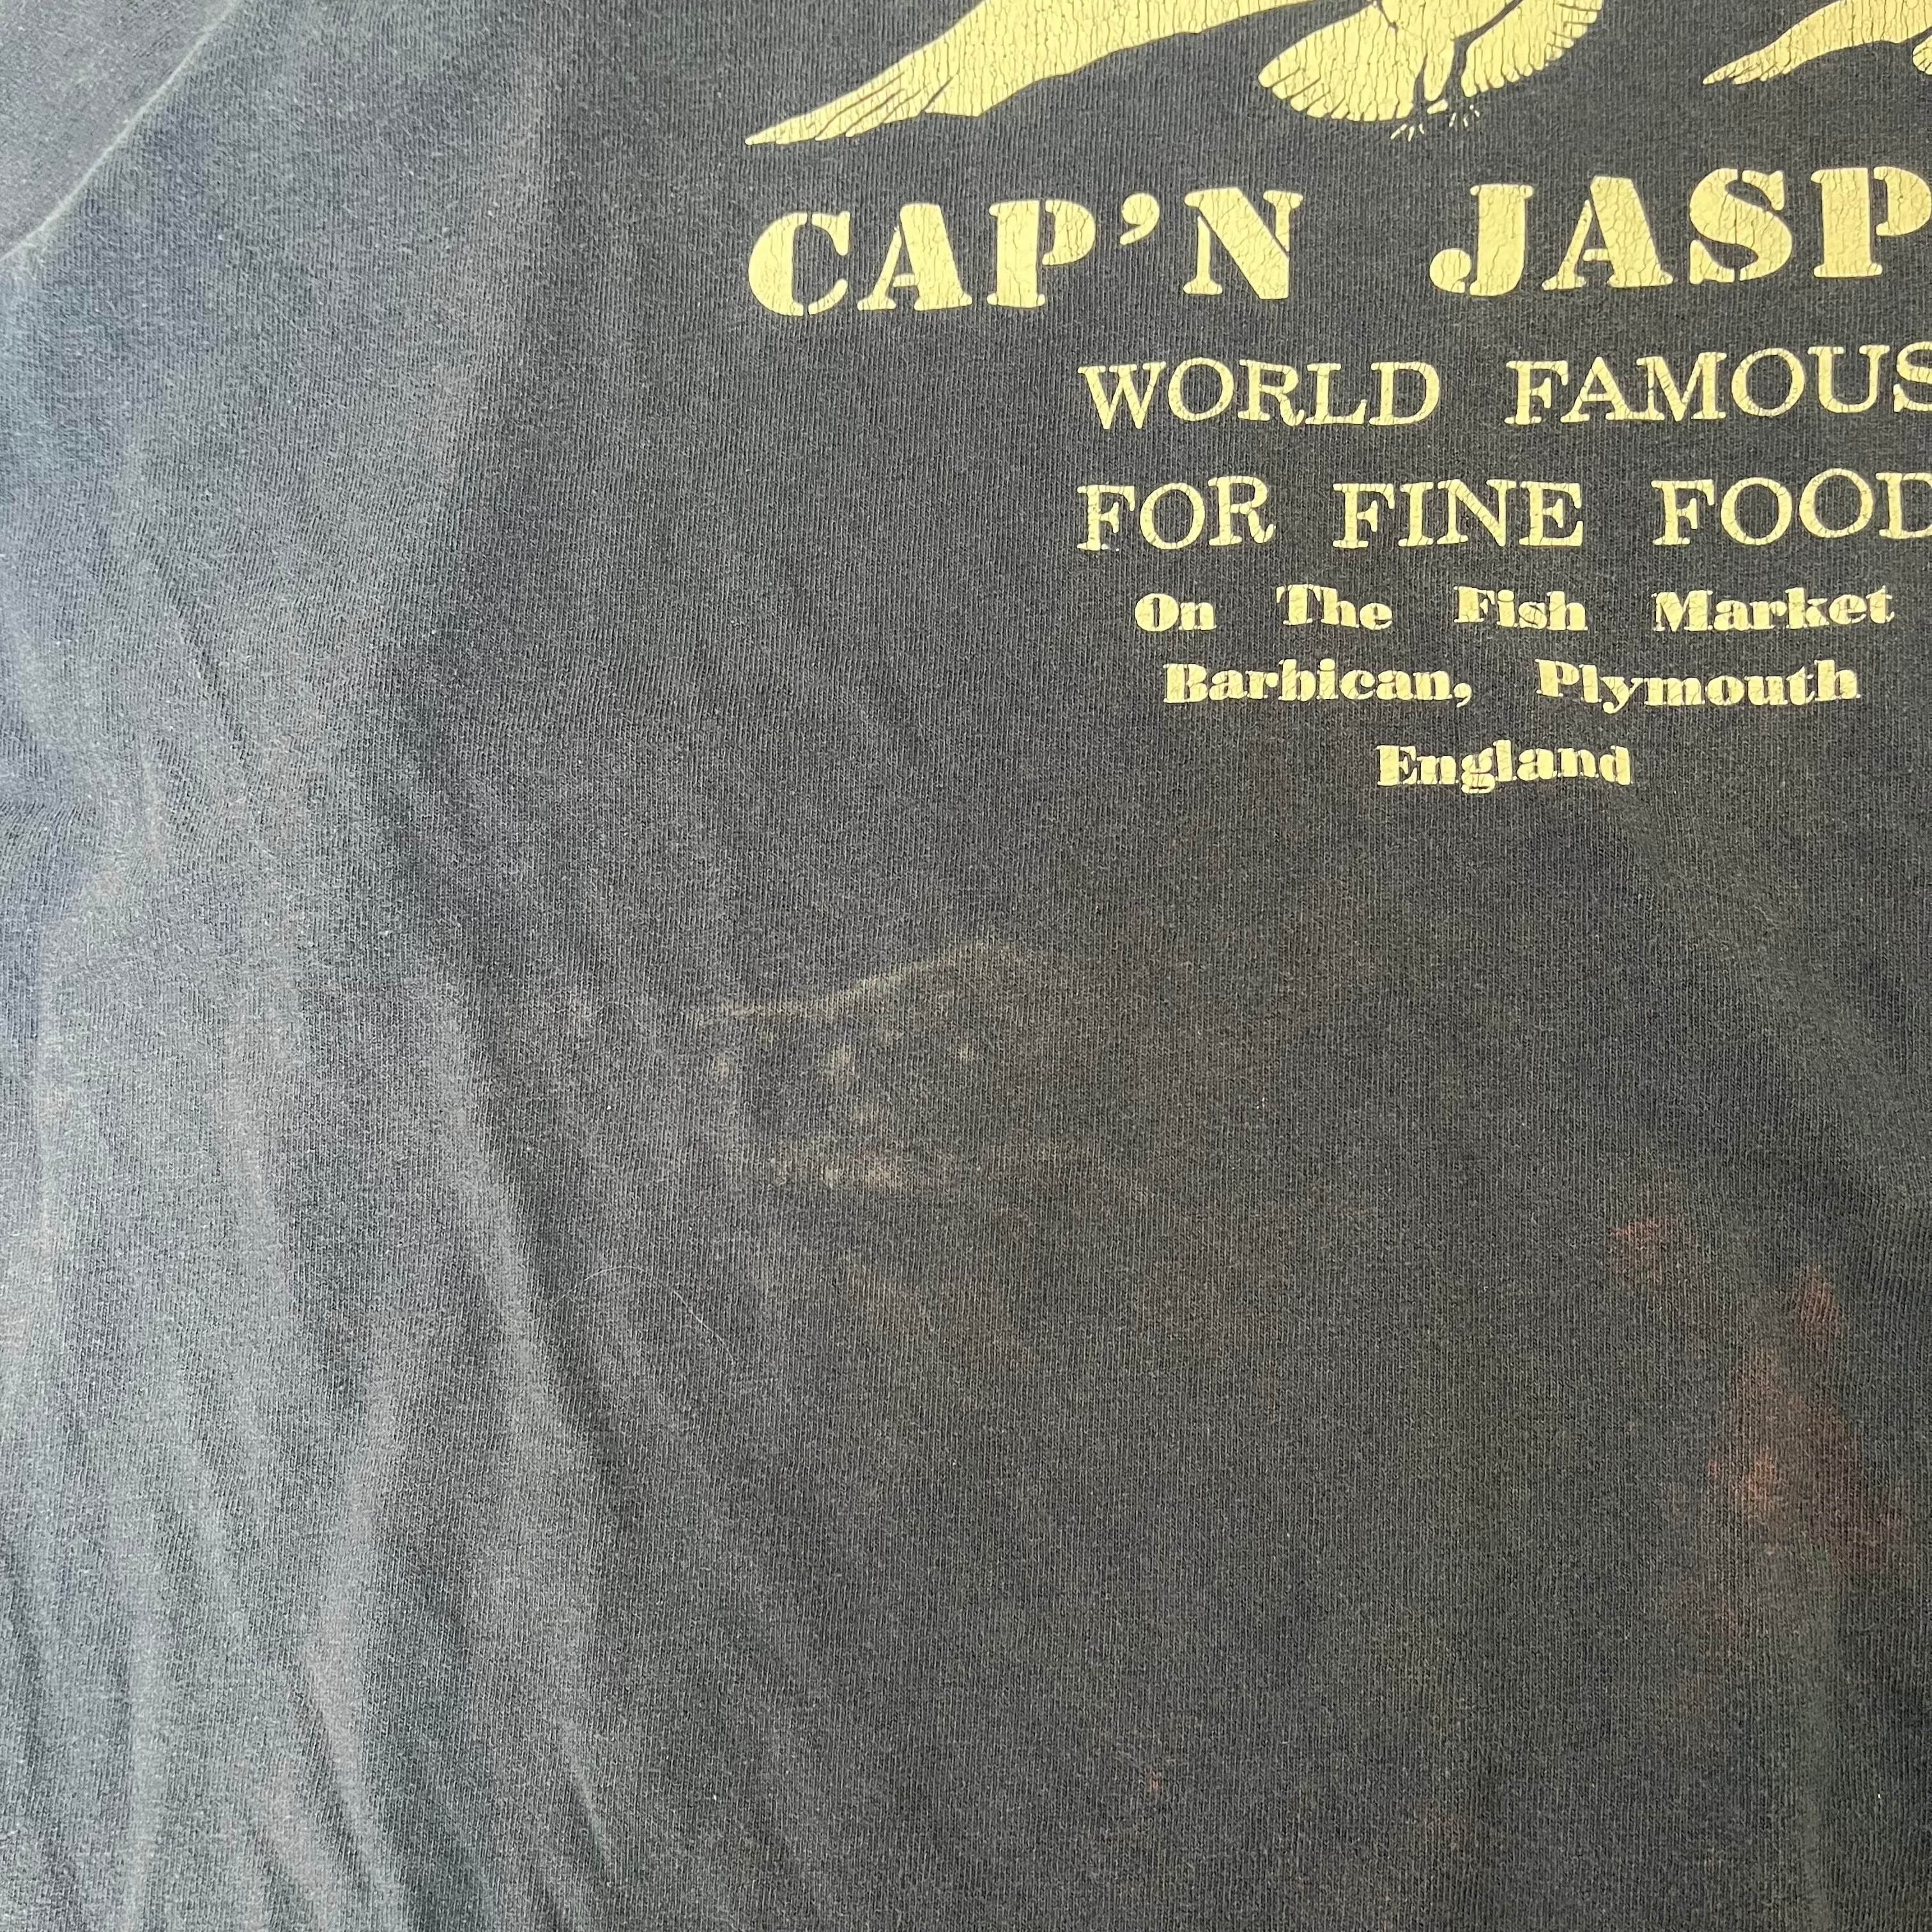 CAP'N JASP
WORLD FAMOUS
FOR FINE FOOD
On The Fish Market
Barbican, Plymouth
England